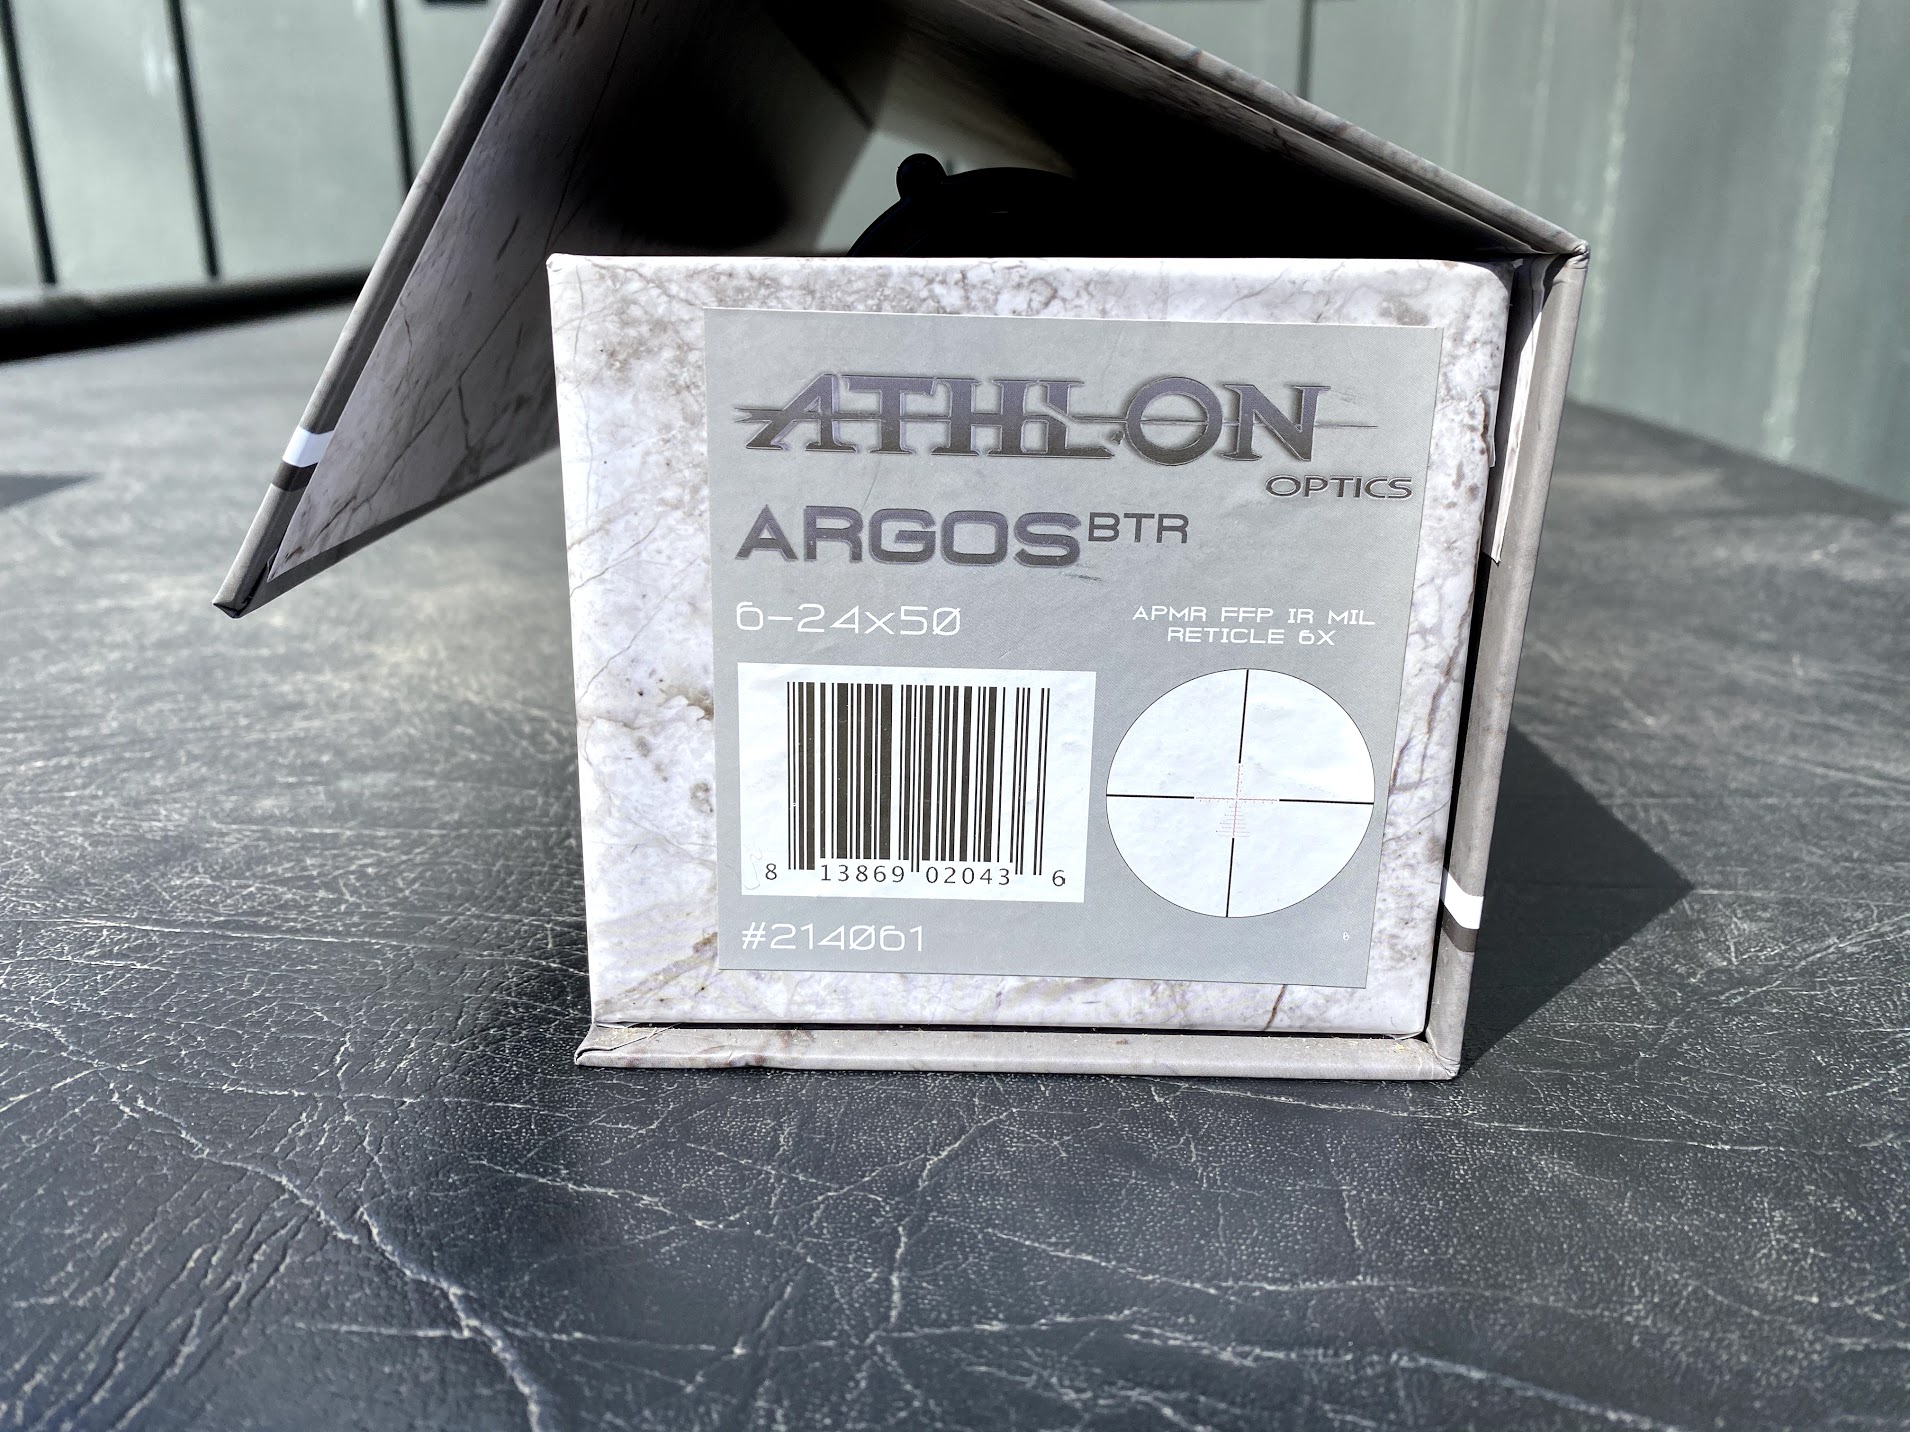 ATHLON
OPTICS
ARGOS BTR
6-24x50
APMR FFP IR MIL
RETICLE 6X
8 13869 02043 6
#214061